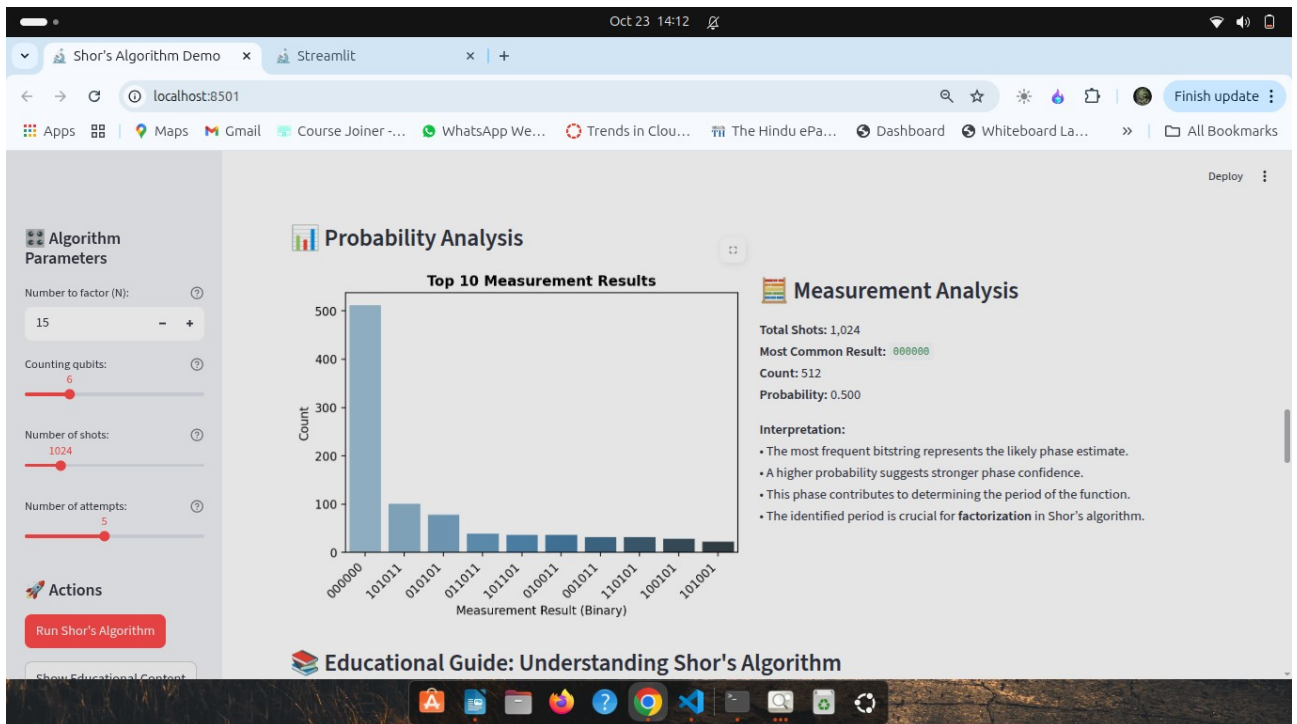 Oct 23 14:12
Shor's Algorithm Demo
Streamlit
localhost:8501
Finish update
Apps
Maps
Gmail
Course Joiner -...
WhatsApp We...
Trends in Clou...
The Hindu ePa...
Dashboard
Whiteboard La...
All Bookmarks
Deploy
Algorithm
Parameters
Number to factor (N):
15
Counting qubits:
6
Number of shots:
1024
Number of attempts:
5
Actions
Run Shor's Algorithm
Show Educational Content
Probability Analysis
Top 10 Measurement Results
Count
500
400
300
200
100
0
000000
101011
010101
011011
101101
010011
001011
110101
100101
101001
Measurement Result (Binary)
Measurement Analysis
Total Shots: 1,024
Most Common Result: 000000
Count: 512
Probability: 0.500
Interpretation:
• The most frequent bitstring represents the likely phase estimate.
• A higher probability suggests stronger phase confidence.
• This phase contributes to determining the period of the function.
• The identified period is crucial for factorization in Shor's algorithm.
Educational Guide: Understanding Shor's Algorithm